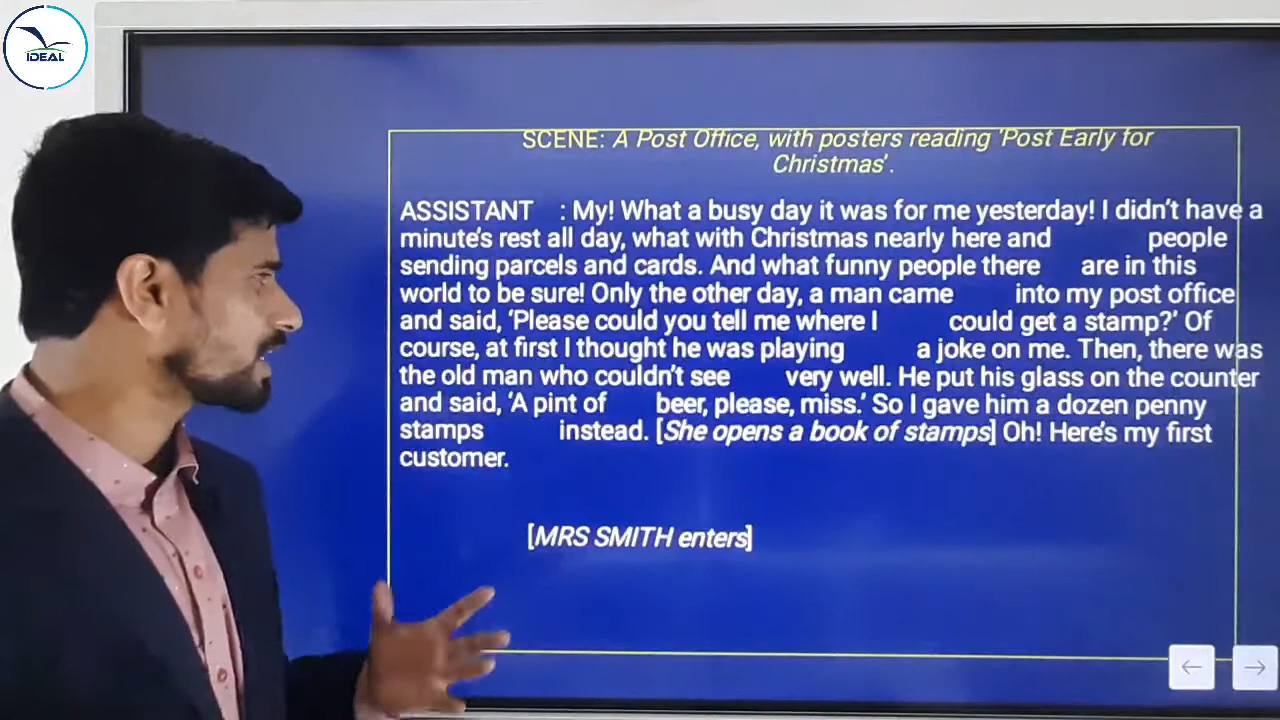 iDEAL
SCENE: A Post Office, with posters reading 'Post Early for
Christmas'.
ASSISTANT : My! What a busy day it was for me yesterday! I didn't have a
minute's rest all day, what with Christmas nearly here and people
sending parcels and cards. And what funny people there are in this
world to be sure! Only the other day, a man came into my post office
and said, 'Please could you tell me where I could get a stamp?' Of
course, at first I thought he was playing a joke on me. Then, there was
the old man who couldn't see very well. He put his glass on the counter
and said, 'A pint of beer, please, miss.' So I gave him a dozen penny
stamps instead. [She opens a book of stamps] Oh! Here's my first
customer.
[MRS SMITH enters]